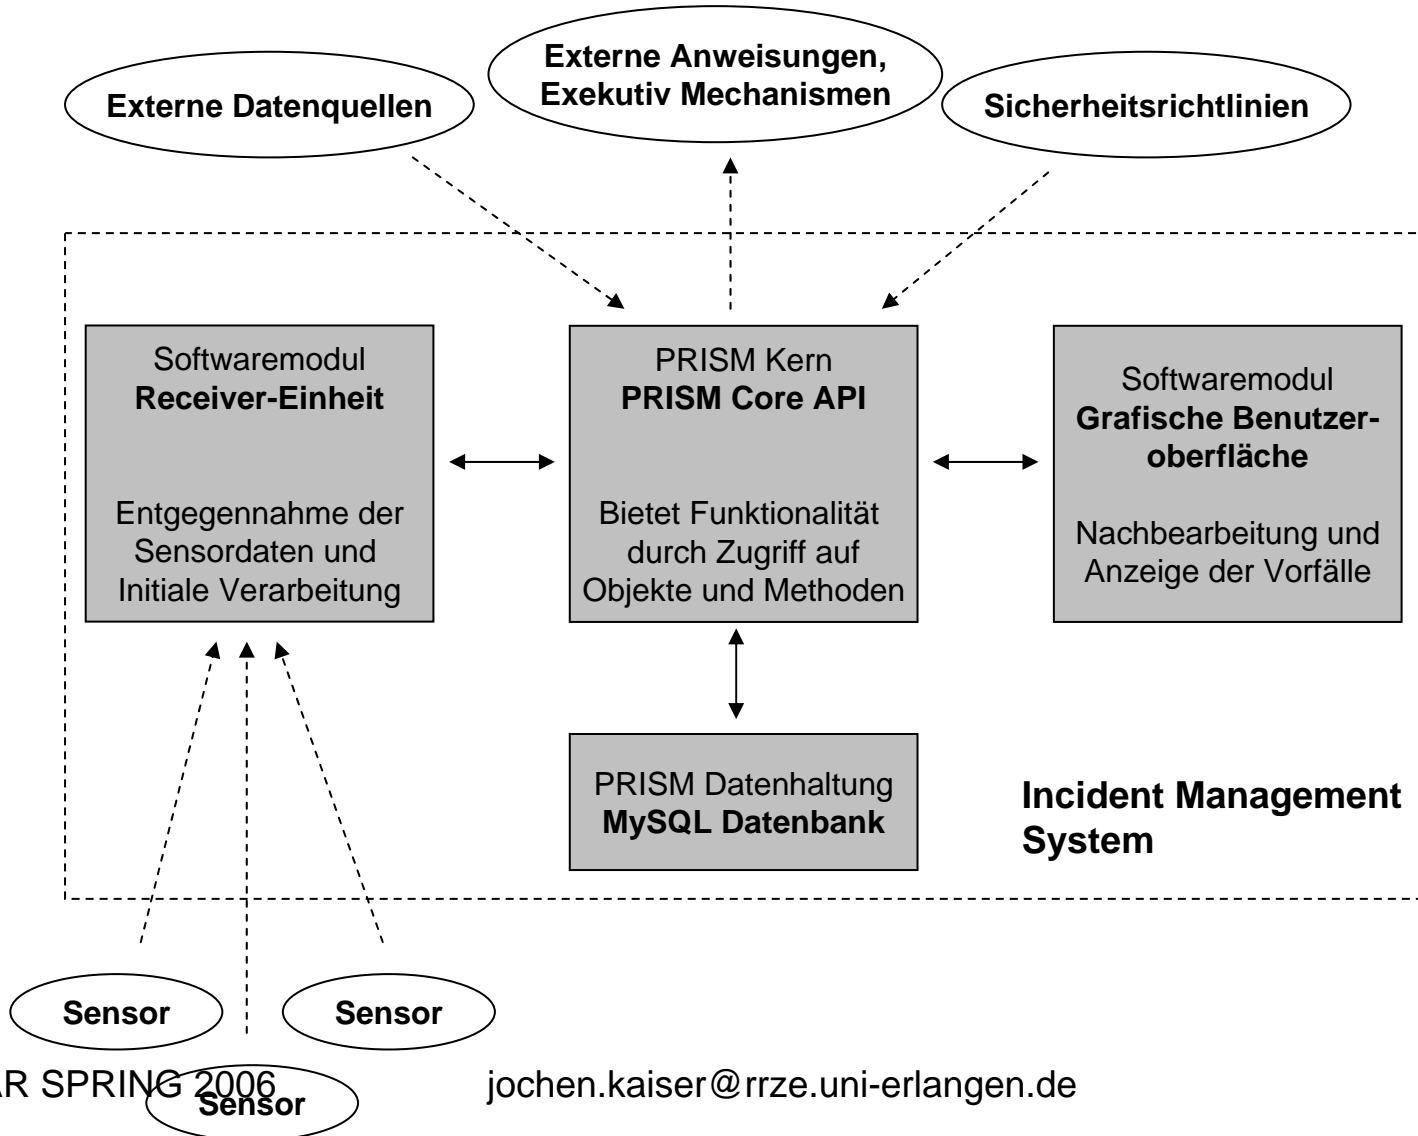 Externe Datenquellen
Externe Anweisungen,
Exekutiv Mechanismen
Sicherheitsrichtlinien
Softwaremodul
Receiver-Einheit
Entgegennahme der
Sensordaten und
Initiale Verarbeitung
PRISM Kern
PRISM Core API
Bietet Funktionalität
durch Zugriff auf
Objekte und Methoden
Softwaremodul
Grafische Benutzer-
oberfläche
Nachbearbeitung und
Anzeige der Vorfälle
PRISM Datenhaltung
MySQL Datenbank
Incident Management
System
Sensor
Sensor
Sensor
AR SPRING 2006
jochen.kaiser@rrze.uni-erlangen.de